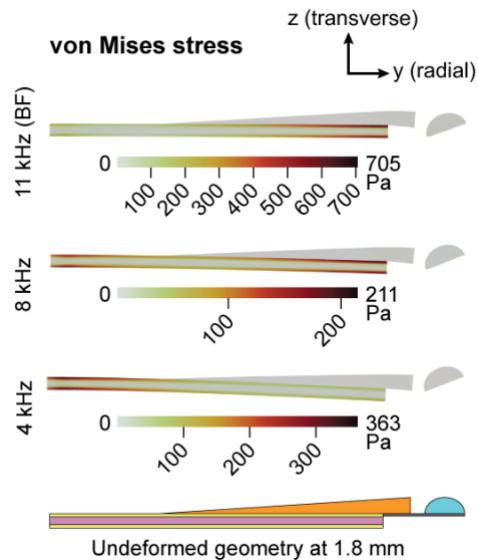 z (transverse)
von Mises stress
y (radial)
11 kHz (BF)
0
705
Pa
100
200
300
400
500
600
700
8 kHz
0
211
Pa
100
200
4 kHz
0
363
Pa
100
200
300
Undeformed geometry at 1.8 mm